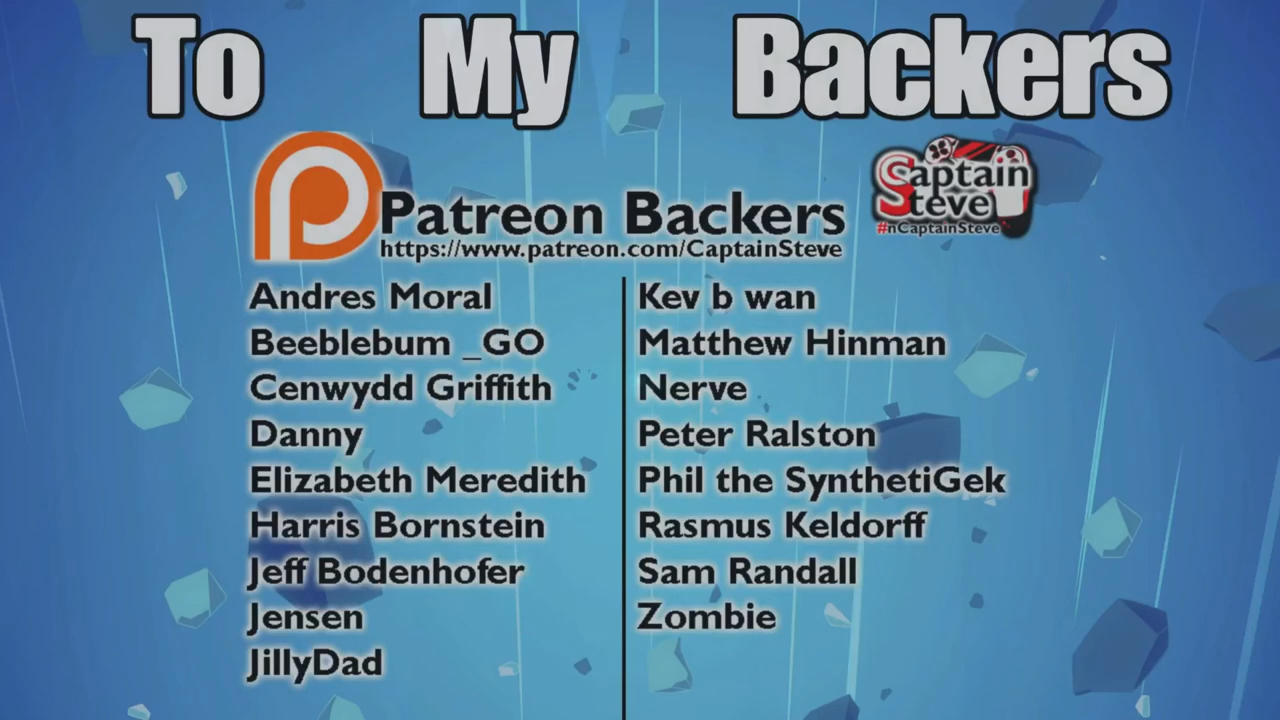 To My Backers
Patreon Backers
https://www.patreon.com/CaptainSteve
Captain
Steve
#nCaptainSteve
Andres Moral
Beeblebum _GO
Cenwydd Griffith
Danny
Elizabeth Meredith
Harris Bornstein
Jeff Bodenhofer
Jensen
JillyDad
Kev b wan
Matthew Hinman
Nerve
Peter Ralston
Phil the SynthetiGek
Rasmus Keldorff
Sam Randall
Zombie